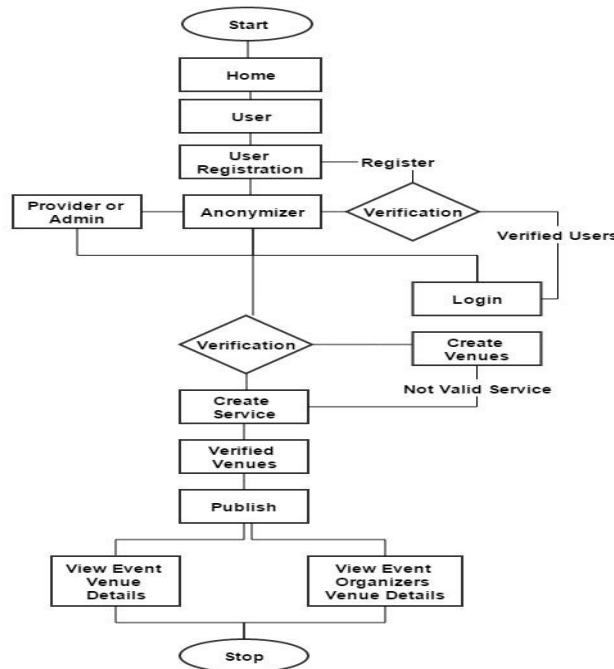 Start
Home
User
User
Registration
Register
Provider or
Admin
Anonymizer
Verification
Verified Users
Login
Verification
Create
Venues
Not Valid Service
Create
Service
Verified
Venues
Publish
View Event
Venue
Details
View Event
Organizers
Venue Details
Stop